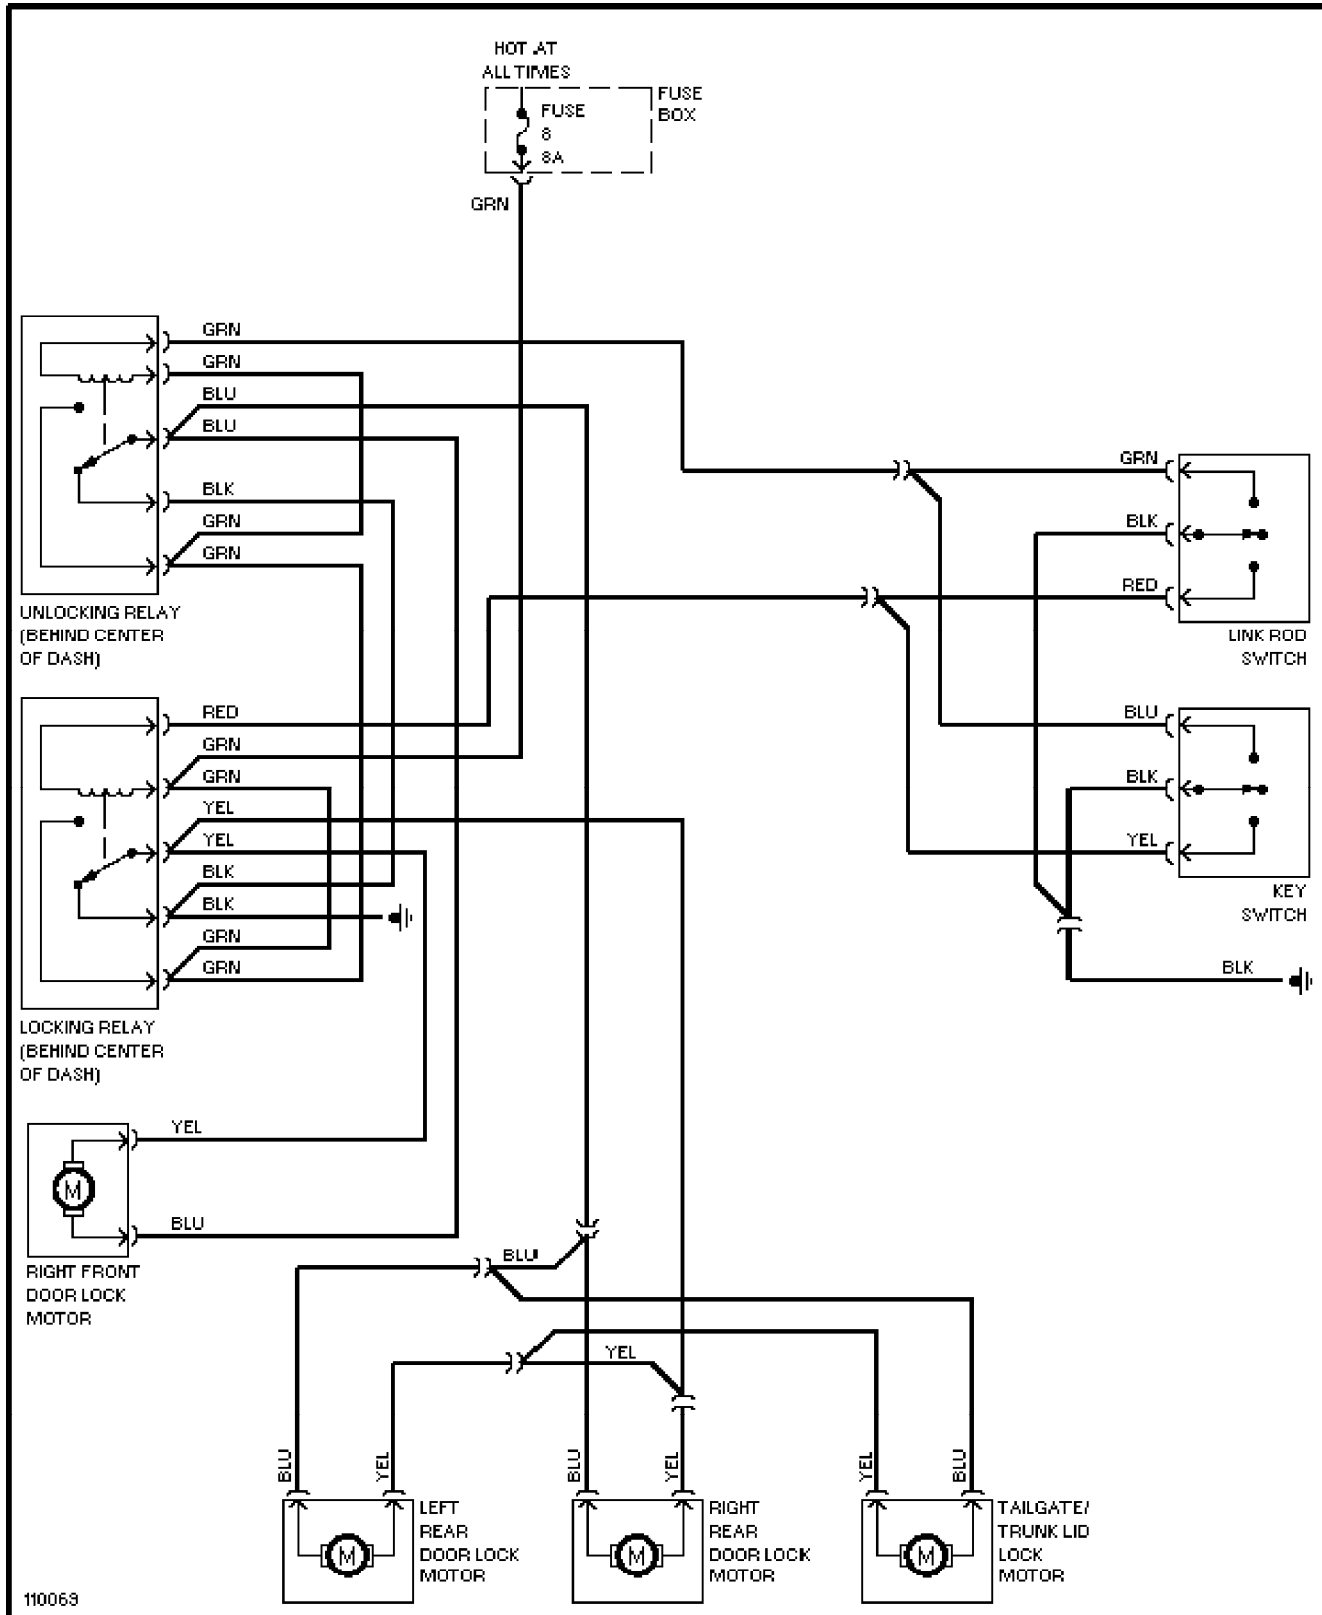 HOT AT
ALL TIMES
FUSE
BOX
FUSE
8
8A
GRN
GRN
GRN
BLU
BLU
BLK
GRN
GRN
UNLOCKING RELAY
(BEHIND CENTER
OF DASH)
GRN
BLK
RED
LINK ROD
SWITCH
RED
GRN
GRN
YEL
YEL
BLK
BLK
GRN
GRN
LOCKING RELAY
(BEHIND CENTER
OF DASH)
BLU
BLK
YEL
KEY
SWITCH
BLK
YEL
M
BLU
RIGHT FRONT
DOOR LOCK
MOTOR
BLU
YEL
BLU
YEL
BLU
YEL
YEL
BLU
M
LEFT
REAR
DOOR LOCK
MOTOR
M
RIGHT
REAR
DOOR LOCK
MOTOR
M
TAILGATE/
TRUNK LID
LOCK
MOTOR
110069